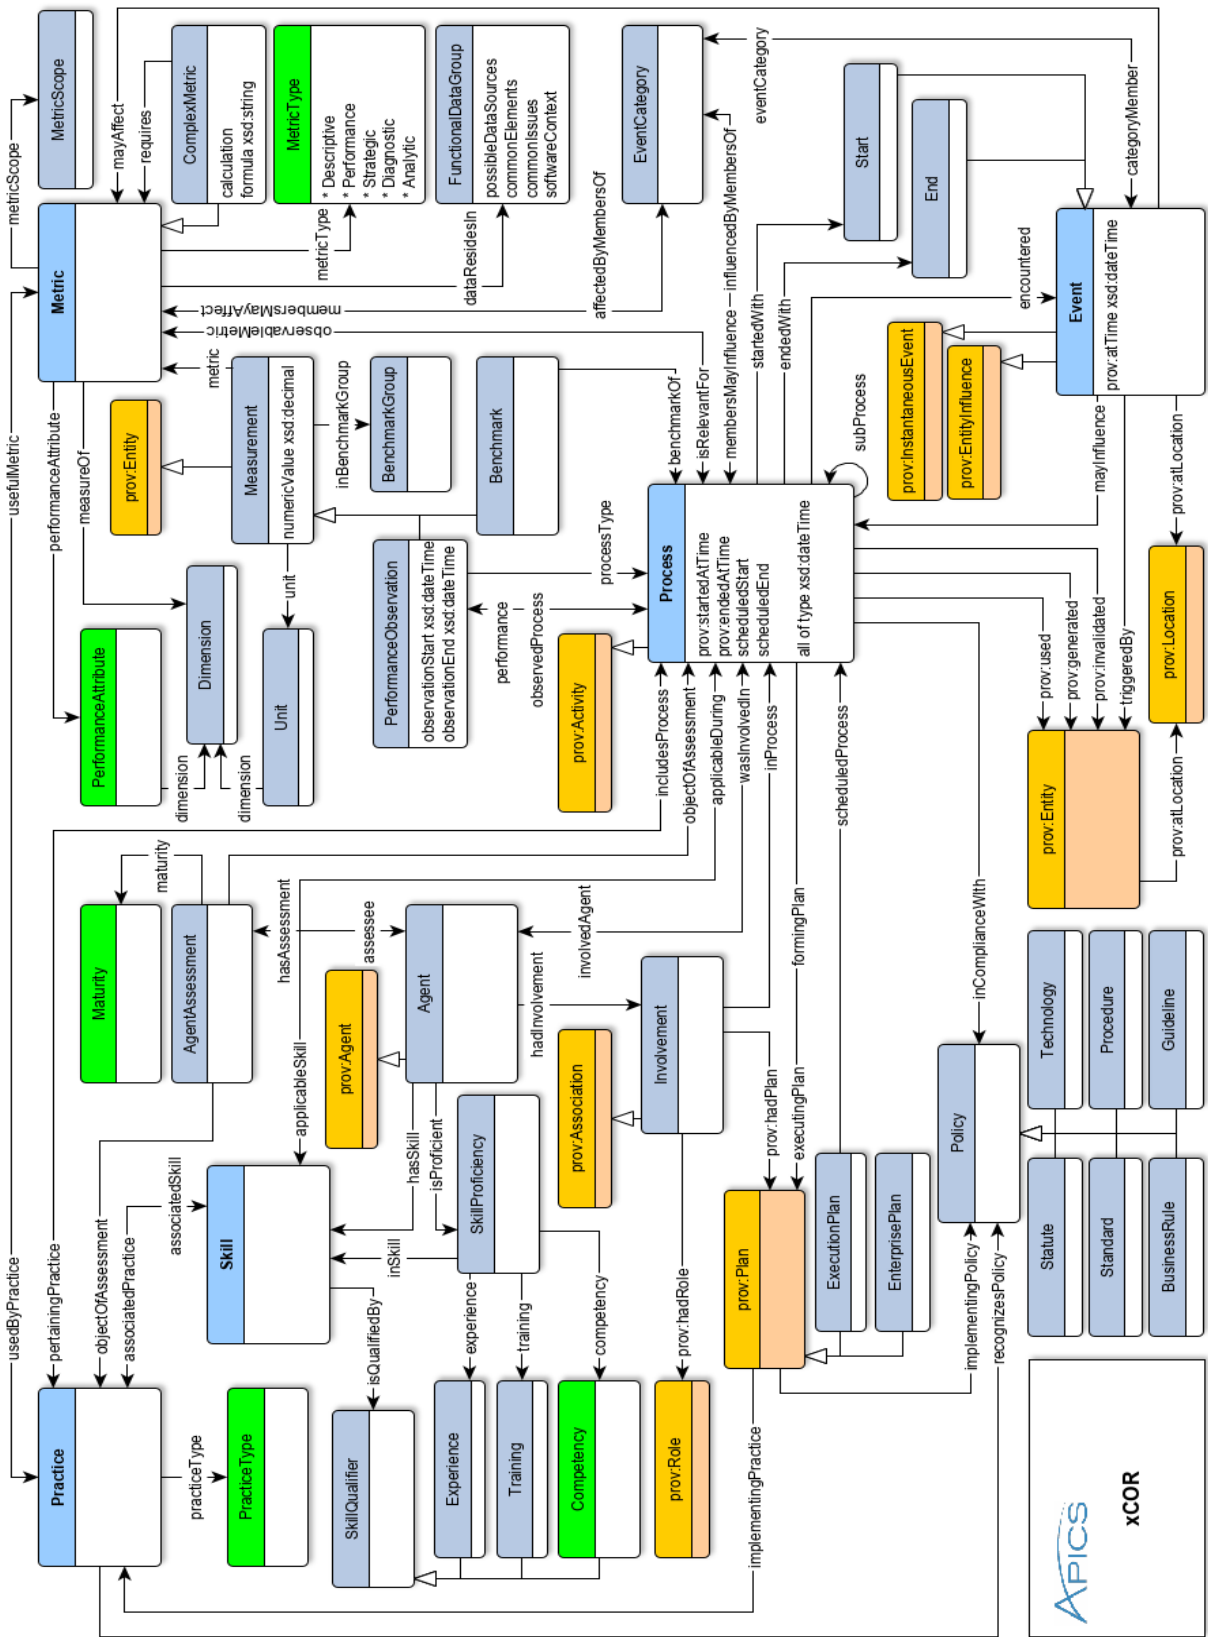 usedByPractice
usefulMetric
metricScope
MetricScope
Practice
practiceType
PracticeType
pertainingPractice
includesProcess
objectOfAssessment
objectOfAssessment
associatedPractice
associatedSkill
Maturity
maturity
AgentAssessment
hasAssessment
assessee
PerformanceAttribute
performanceAttribute
dimension
Dimension
dimension
measureOf
Unit
unit
Metric
mayAffect
requires
ComplexMetric
calculation
formula xsd:string
metricType
MetricType
* Descriptive
* Performance
* Strategic
* Diagnostic
* Analytic
dataResidesIn
FunctionalDataGroup
possibleDataSources
commonElements
commonIssues
softwareContext
affectedByMembersOf
membersMayAffect
observableMetric
metric
prov:Entity
Measurement
numericValue xsd:decimal
inBenchmarkGroup
BenchmarkGroup
Benchmark
benchmarkOf
isRelevantFor
PerformanceObservation
observationStart xsd:dateTime
observationEnd xsd:dateTime
processType
performance
observedProcess
prov:Activity
EventCategory
eventCategory
membersMayInfluence
influencedByMembersOf
Skill
isQualifiedBy
SkillQualifier
applicableSkill
applicableDuring
prov:Agent
Agent
hasSkill
isProficient
inSkill
SkillProficiency
experience
Experience
training
Training
competency
Competency
hadInvolvement
involvedAgent
wasInvolvedIn
prov:Association
Involvement
inProcess
prov:hadRole
prov:Role
prov:hadPlan
executingPlan
formingPlan
Process
prov:startedAtTime
prov:endedAtTime
scheduledStart
scheduledEnd
all of type xsd:dateTime
startedWith
endedWith
Start
End
subProcess
encountered
categoryMember
prov:InstantaneousEvent
prov:EntityInfluence
Event
prov:atTime xsd:dateTime
mayInfluence
triggeredBy
prov:atLocation
prov:Location
prov:atLocation
prov:used
prov:generated
prov:invalidated
prov:Entity
prov:Plan
implementingPractice
ExecutionPlan
EnterprisePlan
scheduledProcess
implementingPolicy
recognizesPolicy
Policy
inComplianceWith
Statute
Technology
Standard
Procedure
BusinessRule
Guideline
APICS
xCOR